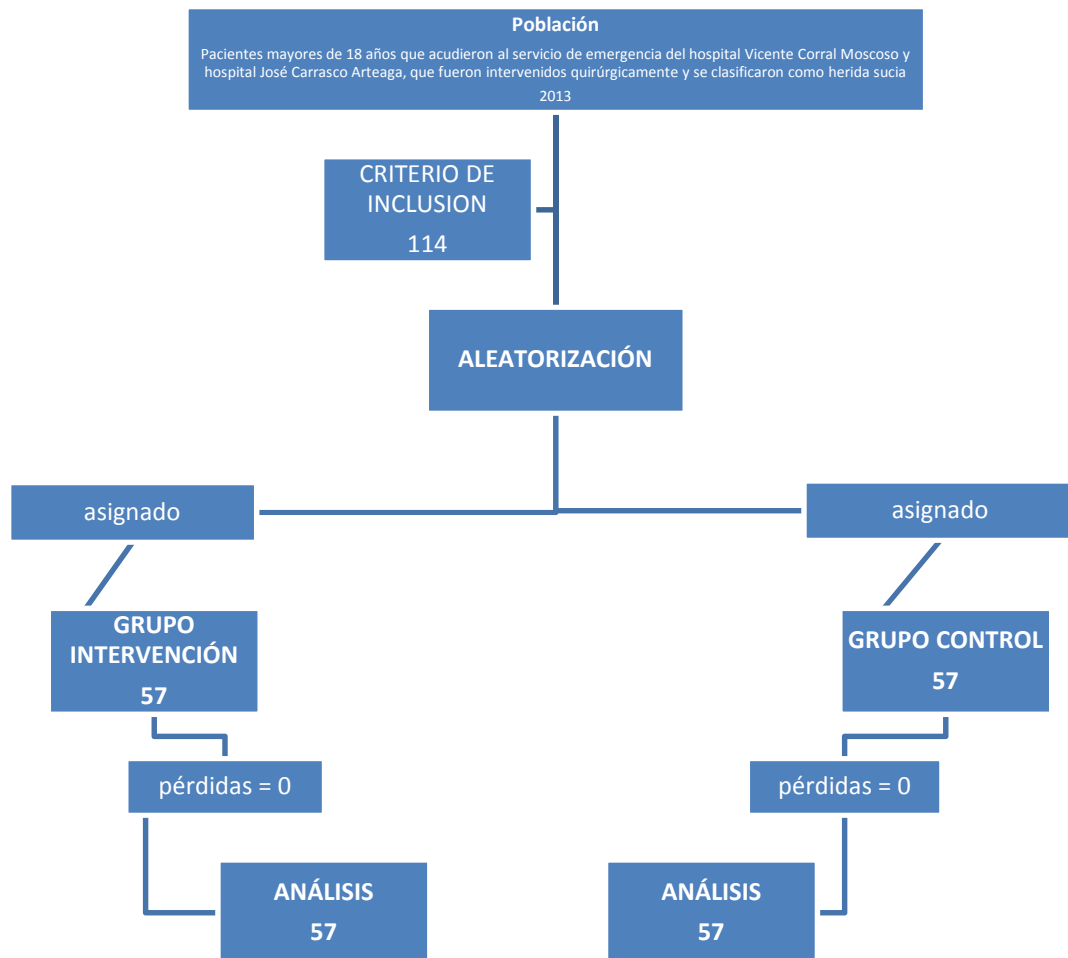 Población
Pacientes mayores de 18 años que acudieron al servicio de emergencia del hospital Vicente Corral Moscoso y
hospital José Carrasco Arteaga, que fueron intervenidos quirúrgicamente y se clasificaron como herida sucia
2013
CRITERIO DE
INCLUSION
114
ALEATORIZACIÓN
asignado
asignado
GRUPO
INTERVENCIÓN
57
GRUPO CONTROL
57
pérdidas = 0
pérdidas = 0
ANÁLISIS
57
ANÁLISIS
57